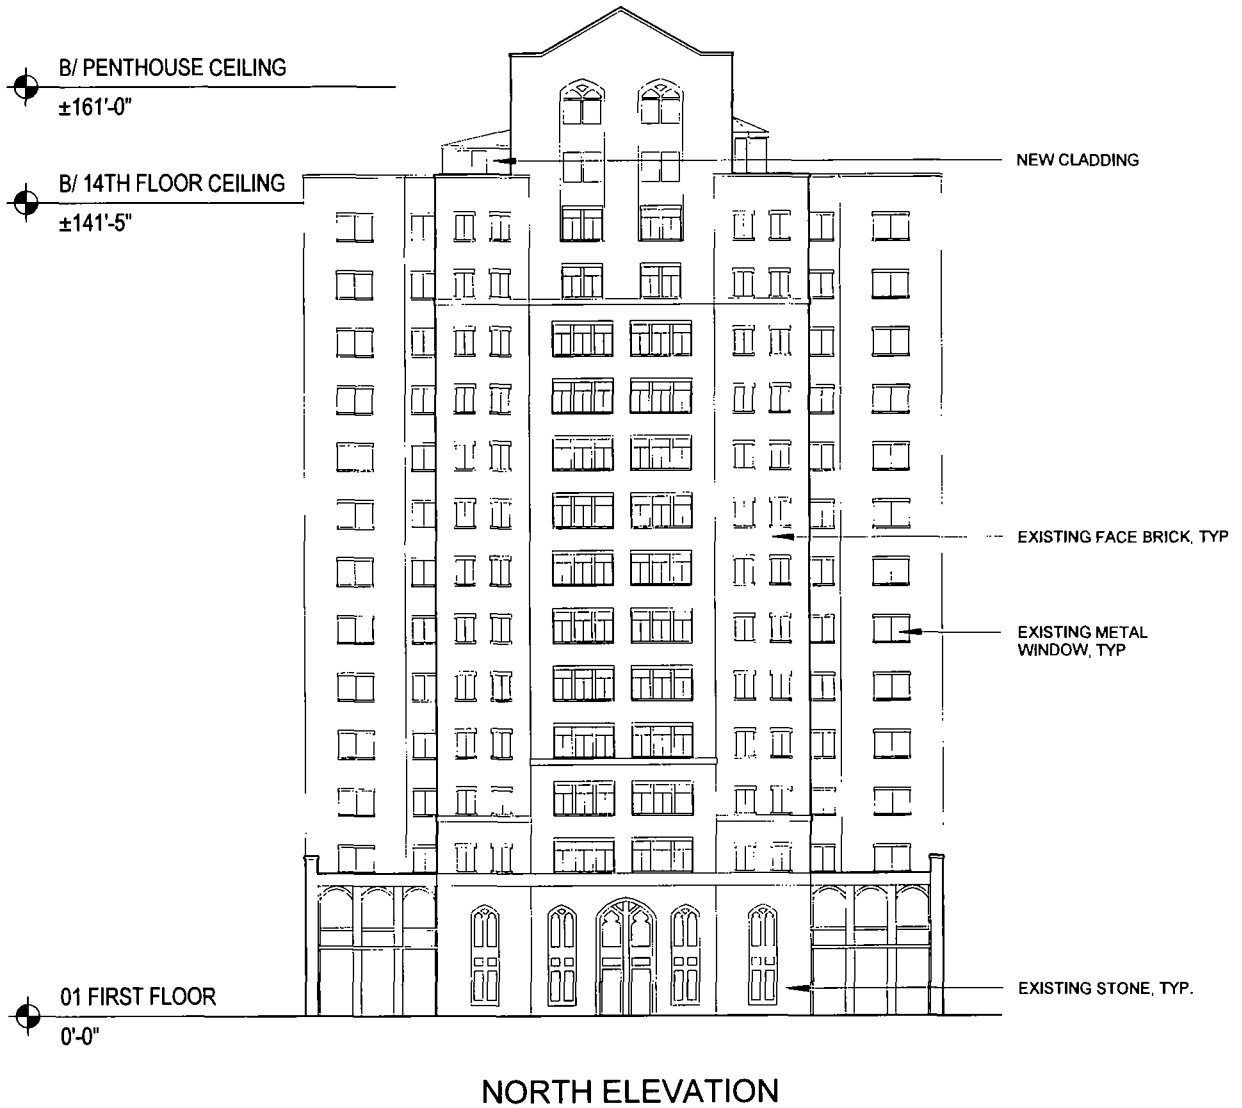 B/ PENTHOUSE CEILING
±161'-0"
NEW CLADDING
B/ 14TH FLOOR CEILING
±141'-5"
EXISTING FACE BRICK, TYP
EXISTING METAL
WINDOW, TYP
EXISTING STONE, TYP.
01 FIRST FLOOR
0'-0"
NORTH ELEVATION